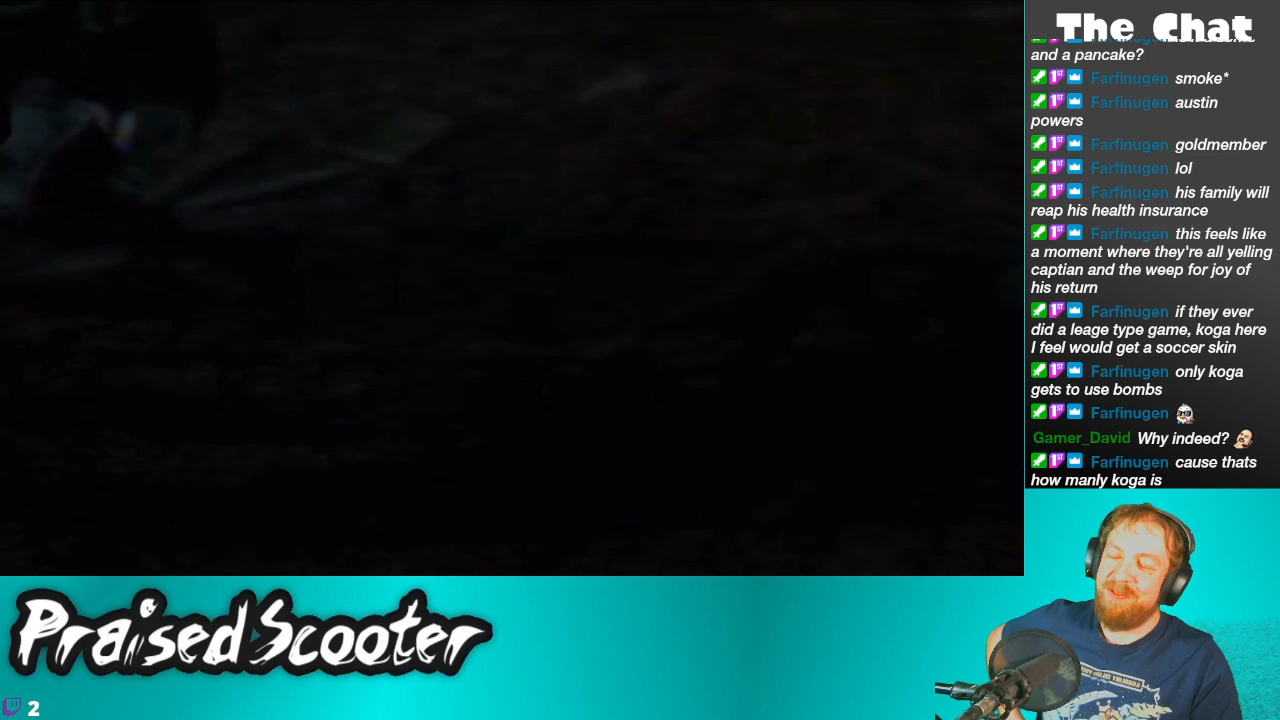 The Chat
and a pancake?
Farfinugen smoke*
Farfinugen austin
powers
Farfinugen goldmember
Farfinugen lol
Farfinugen his family will
reap his health insurance
Farfinugen this feels like
a moment where they're all yelling
captian and the weep for joy of
his return
Farfinugen if they ever
did a leage type game, koga here
I feel would get a soccer skin
Farfinugen only koga
gets to use bombs
Farfinugen
Gamer_David Why indeed?
Farfinugen cause thats
how manly koga is
PraisedScooter
2